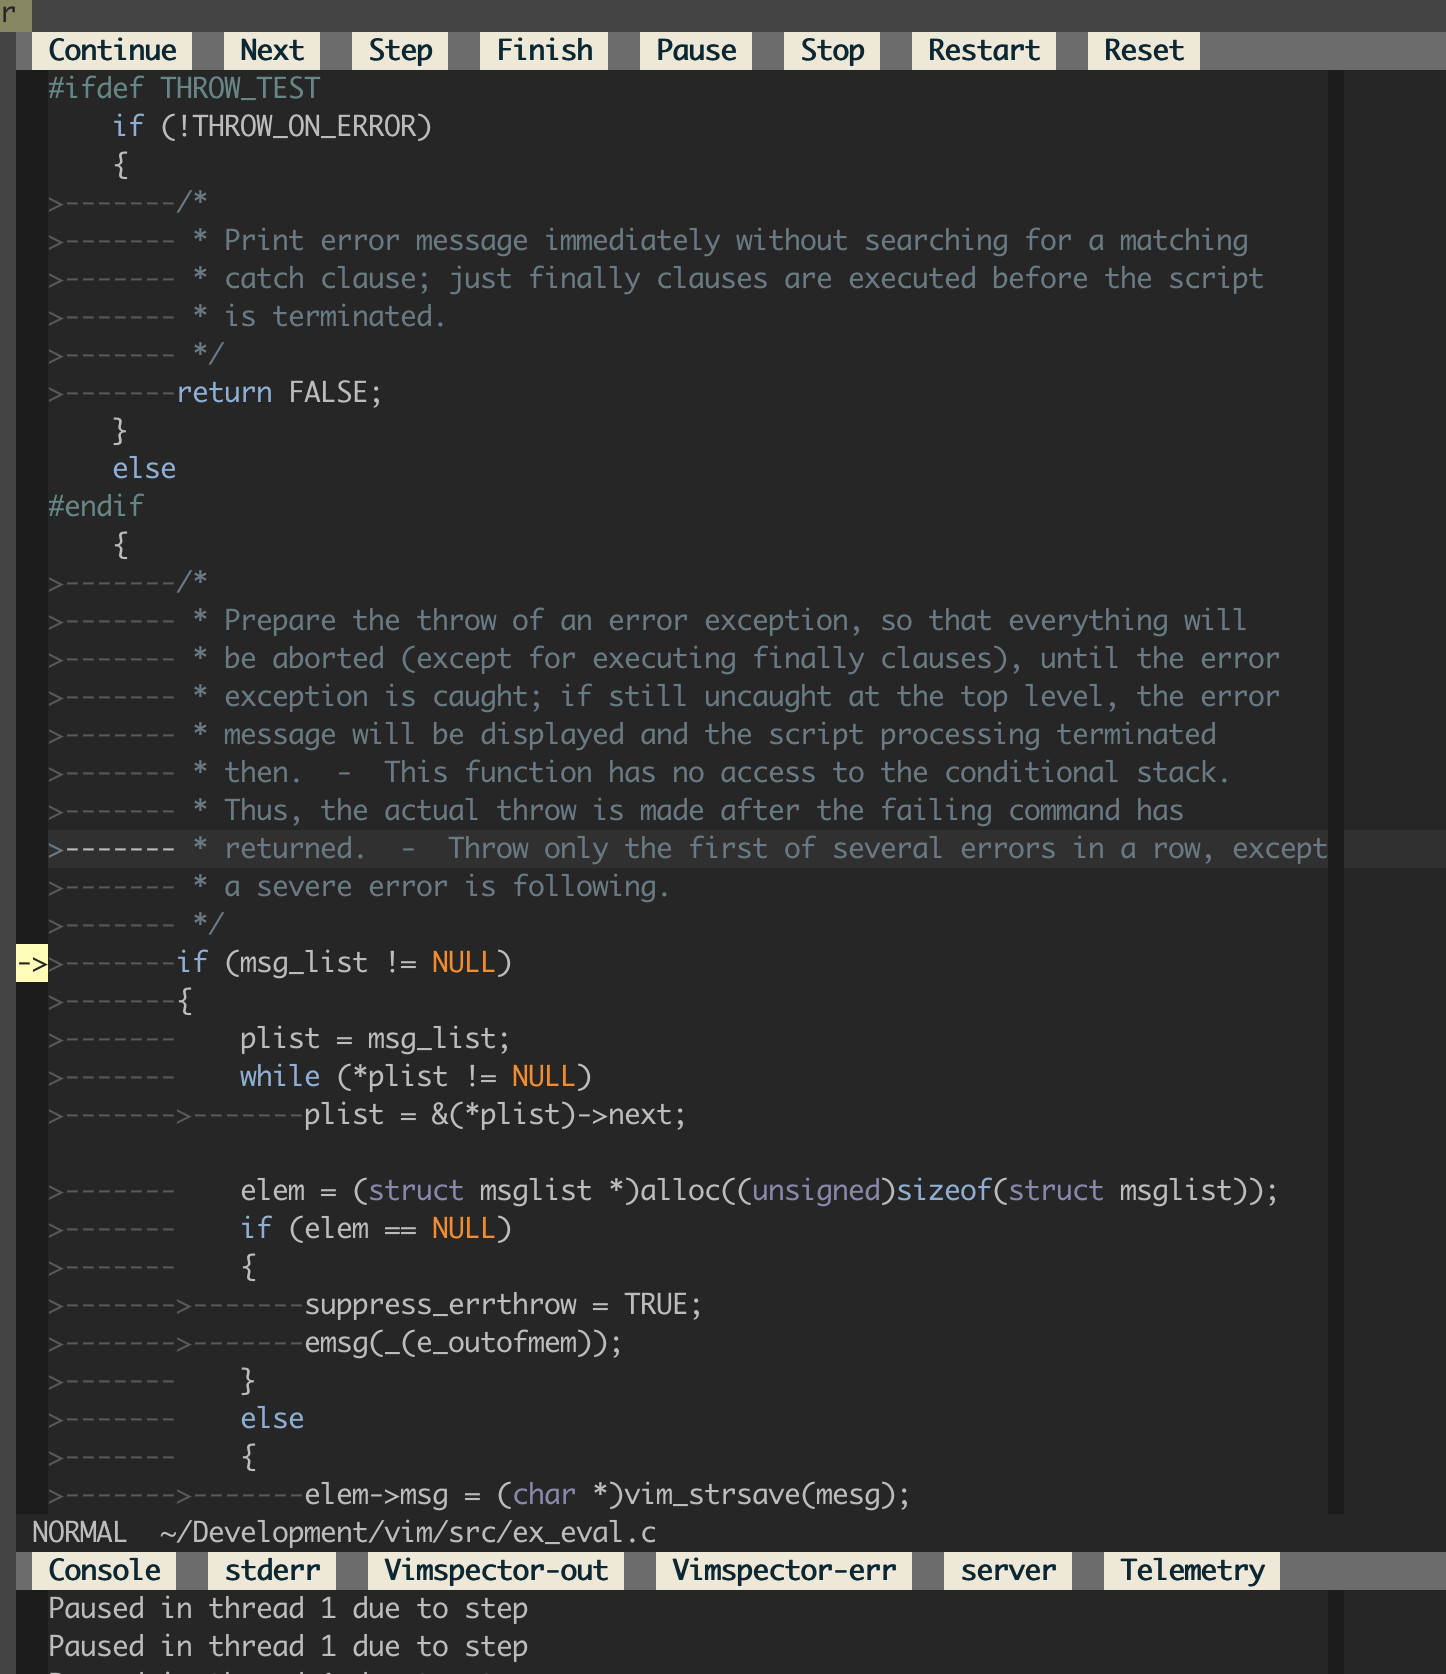 r
Continue Next Step Finish Pause Stop Restart Reset
#ifdef THROW_TEST
    if (!THROW_ON_ERROR)
    {
>-------/*
>------- * Print error message immediately without searching for a matching
>------- * catch clause; just finally clauses are executed before the script
>------- * is terminated.
>------- */
>-------return FALSE;
    }
    else
#endif
    {
>-------/*
>------- * Prepare the throw of an error exception, so that everything will
>------- * be aborted (except for executing finally clauses), until the error
>------- * exception is caught; if still uncaught at the top level, the error
>------- * message will be displayed and the script processing terminated
>------- * then.  -  This function has no access to the conditional stack.
>------- * Thus, the actual throw is made after the failing command has
>------- * returned.  -  Throw only the first of several errors in a row, except
>------- * a severe error is following.
>------- */
->>-------if (msg_list != NULL)
>-------{
>-------    plist = msg_list;
>-------    while (*plist != NULL)
>------->-------plist = &(*plist)->next;

>-------    elem = (struct msglist *)alloc((unsigned)sizeof(struct msglist));
>-------    if (elem == NULL)
>-------    {
>------->-------suppress_errthrow = TRUE;
>------->-------emsg(_(e_outofmem));
>-------    }
>-------    else
>-------    {
>------->-------elem->msg = (char *)vim_strsave(mesg);
NORMAL  ~/Development/vim/src/ex_eval.c
Console stderr Vimspector-out Vimspector-err server Telemetry
Paused in thread 1 due to step
Paused in thread 1 due to step